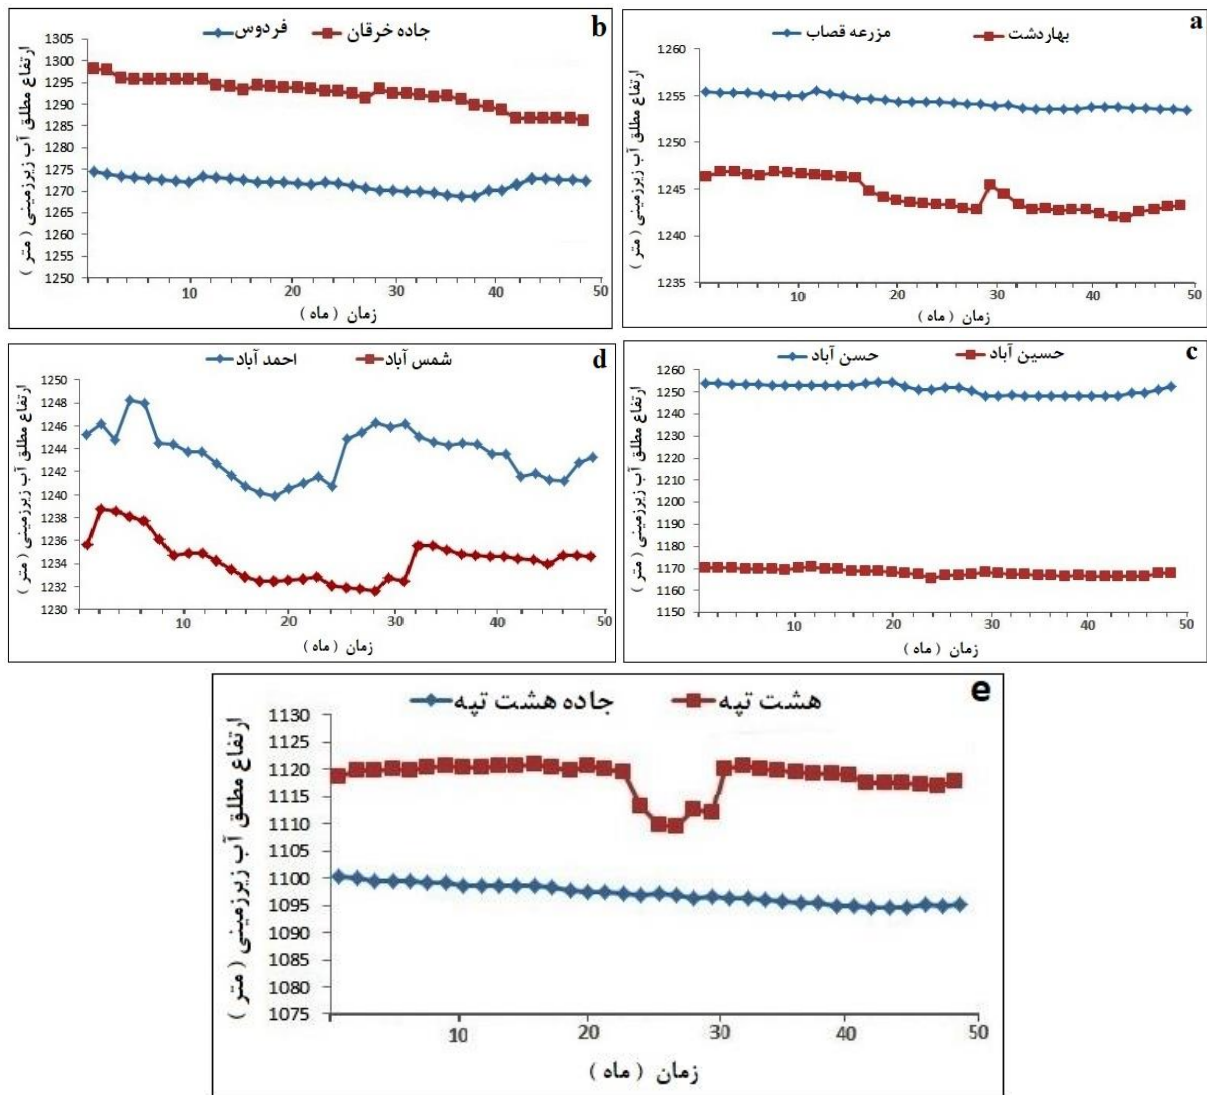 b
فردوس
جاده خرقان
ارتفاع مطلق آب زیرزمینی ( متر )
1305
1300
1295
1290
1285
1280
1275
1270
1265
1260
1255
1250
10 20 30 40 50
زمان ( ماه )
a
مزرعه قصاب
بهاردشت
ارتفاع مطلق آب زیرزمینی ( متر )
1260
1255
1250
1245
1240
1235
10 20 30 40 50
زمان ( ماه )
d
احمد آباد
شمس آباد
ارتفاع مطلق آب زیرزمینی ( متر )
1250
1248
1246
1244
1242
1240
1238
1236
1234
1232
1230
10 20 30 40 50
زمان ( ماه )
c
حسن آباد
حسین آباد
ارتفاع مطلق آب زیرزمینی ( متر )
1260
1250
1240
1230
1220
1210
1200
1190
1180
1170
1160
1150
10 20 30 40 50
زمان ( ماه )
e
جاده هشت تپه
هشت تپه
ارتفاع مطلق آب زیرزمینی ( متر )
1130
1125
1120
1115
1110
1105
1100
1095
1090
1085
1080
1075
10 20 30 40 50
زمان ( ماه )